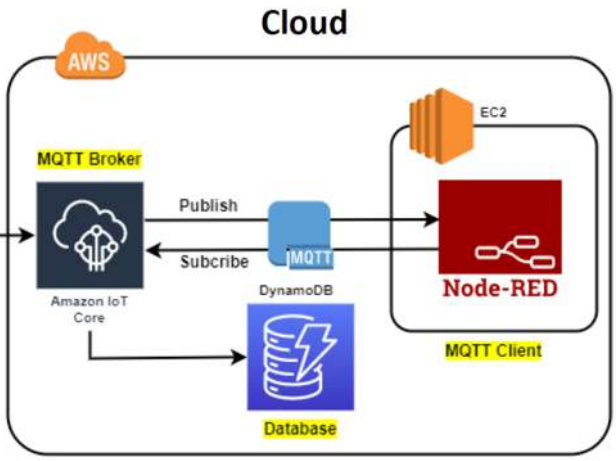 Cloud
AWS
EC2
MQTT Broker
Publish
Subcribe
MQTT
Node-RED
Amazon IoT
Core
DynamoDB
MQTT Client
Database